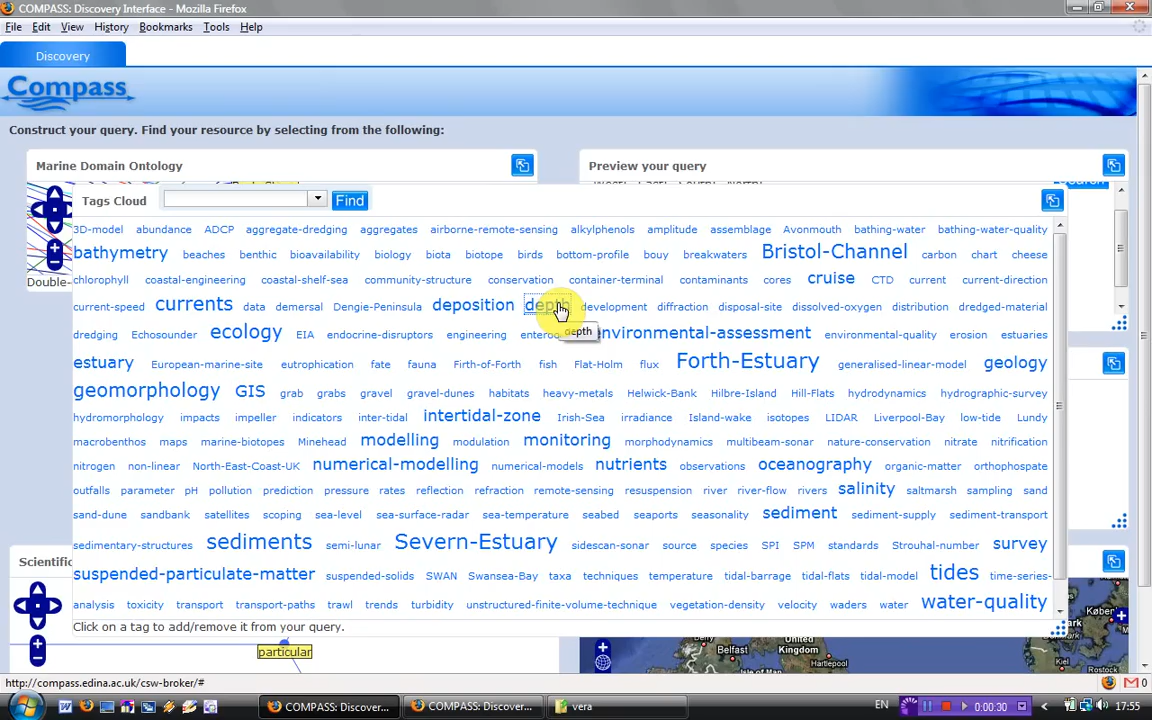 COMPASS: Discovery Interface - Mozilla Firefox
File Edit View History Bookmarks Tools Help
Discovery
Compass
Construct your query. Find your resource by selecting from the following:
Marine Domain Ontology
Preview your query
Tags Cloud Find
3D-model abundance ADCP aggregate-dredging aggregates airborne-remote-sensing alkylphenols amplitude assemblage Avonmouth bathing-water bathing-water-quality
bathymetry beaches benthic bioavailability biology biota biotope birds bottom-profile bouy breakwaters Bristol-Channel carbon chart cheese
chlorophyll coastal-engineering coastal-shelf-sea community-structure conservation container-terminal contaminants cores cruise CTD current current-direction
current-speed currents data demersal Dengie-Peninsula deposition depth development diffraction disposal-site dissolved-oxygen distribution dredged-material
dredging Echosounder ecology EIA endocrine-disruptors engineering environmental-assessment environmental-quality erosion estuaries
depth
estuary European-marine-site eutrophication fate fauna Firth-of-Forth fish Flat-Holm flux Forth-Estuary generalised-linear-model geology
geomorphology GIS grab grabs gravel gravel-dunes habitats heavy-metals Helwick-Bank Hilbre-Island Hill-Flats hydrodynamics hydrographic-survey
hydromorphology impacts impeller indicators inter-tidal intertidal-zone Irish-Sea irradiance Island-wake isotopes LIDAR Liverpool-Bay low-tide Lundy
macrobenthos maps marine-biotopes Minehead modelling modulation monitoring morphodynamics multibeam-sonar nature-conservation nitrate nitrification
nitrogen non-linear North-East-Coast-UK numerical-modelling numerical-models nutrients observations oceanography organic-matter orthophospate
outfalls parameter pH pollution prediction pressure rates reflection refraction remote-sensing resuspension river river-flow rivers salinity saltmarsh sampling sand
sand-dune sandbank satellites scoping sea-level sea-surface-radar sea-temperature seabed seaports seasonality sediment sediment-supply sediment-transport
sedimentary-structures sediments semi-lunar Severn-Estuary sidescan-sonar source species SPI SPM standards Strouhal-number survey
suspended-particulate-matter suspended-solids SWAN Swansea-Bay taxa techniques temperature tidal-barrage tidal-flats tidal-model tides time-series-
analysis toxicity transport transport-paths trawl trends turbidity unstructured-finite-volume-technique vegetation-density velocity waders water water-quality
Click on a tag to add/remove it from your query.
Double-
Scientific
particular
Belfast United Kingdom Hartlepool København Kiel Rostock
http://compass.edina.ac.uk/csw-broker/#
0
COMPASS: Discover... COMPASS: Discover... vera EN 0:00:30 17:55